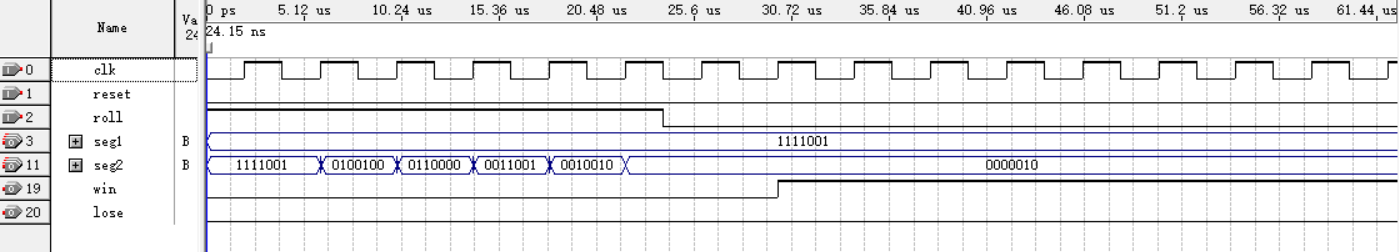 Name
Va
24
0 ps
5.12 us
10.24 us
15.36 us
20.48 us
25.6 us
30.72 us
35.84 us
40.96 us
46.08 us
51.2 us
56.32 us
61.44 us
24.15 ns
0 clk
1 reset
2 roll
3 seg1 B 1111001
11 seg2 B 1111001 0100100 0110000 0011001 0010010 0000010
19 win
20 lose